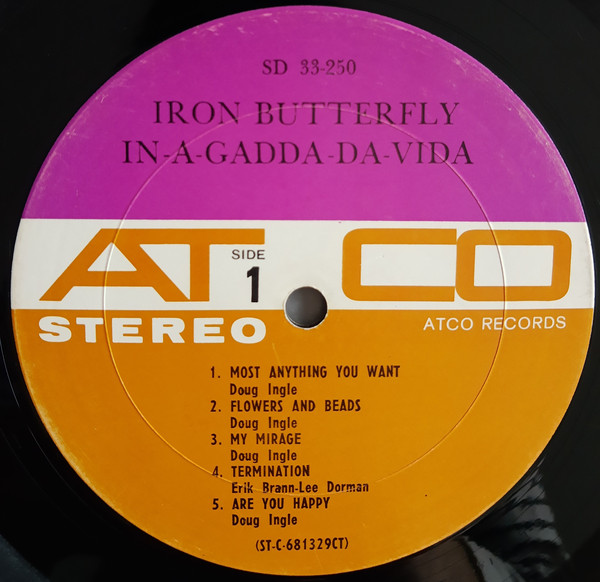 SD 33-250
IRON BUTTERFLY
IN-A-GADDA-DA-VIDA
ATCO
SIDE
1
STEREO
ATCO RECORDS
1. MOST ANYTHING YOU WANT
Doug Ingle
2. FLOWERS AND BEADS
Doug Ingle
3. MY MIRAGE
Doug Ingle
4. TERMINATION
Erik Brann-Lee Dorman
5. ARE YOU HAPPY
Doug Ingle
(ST-C-681329CT)